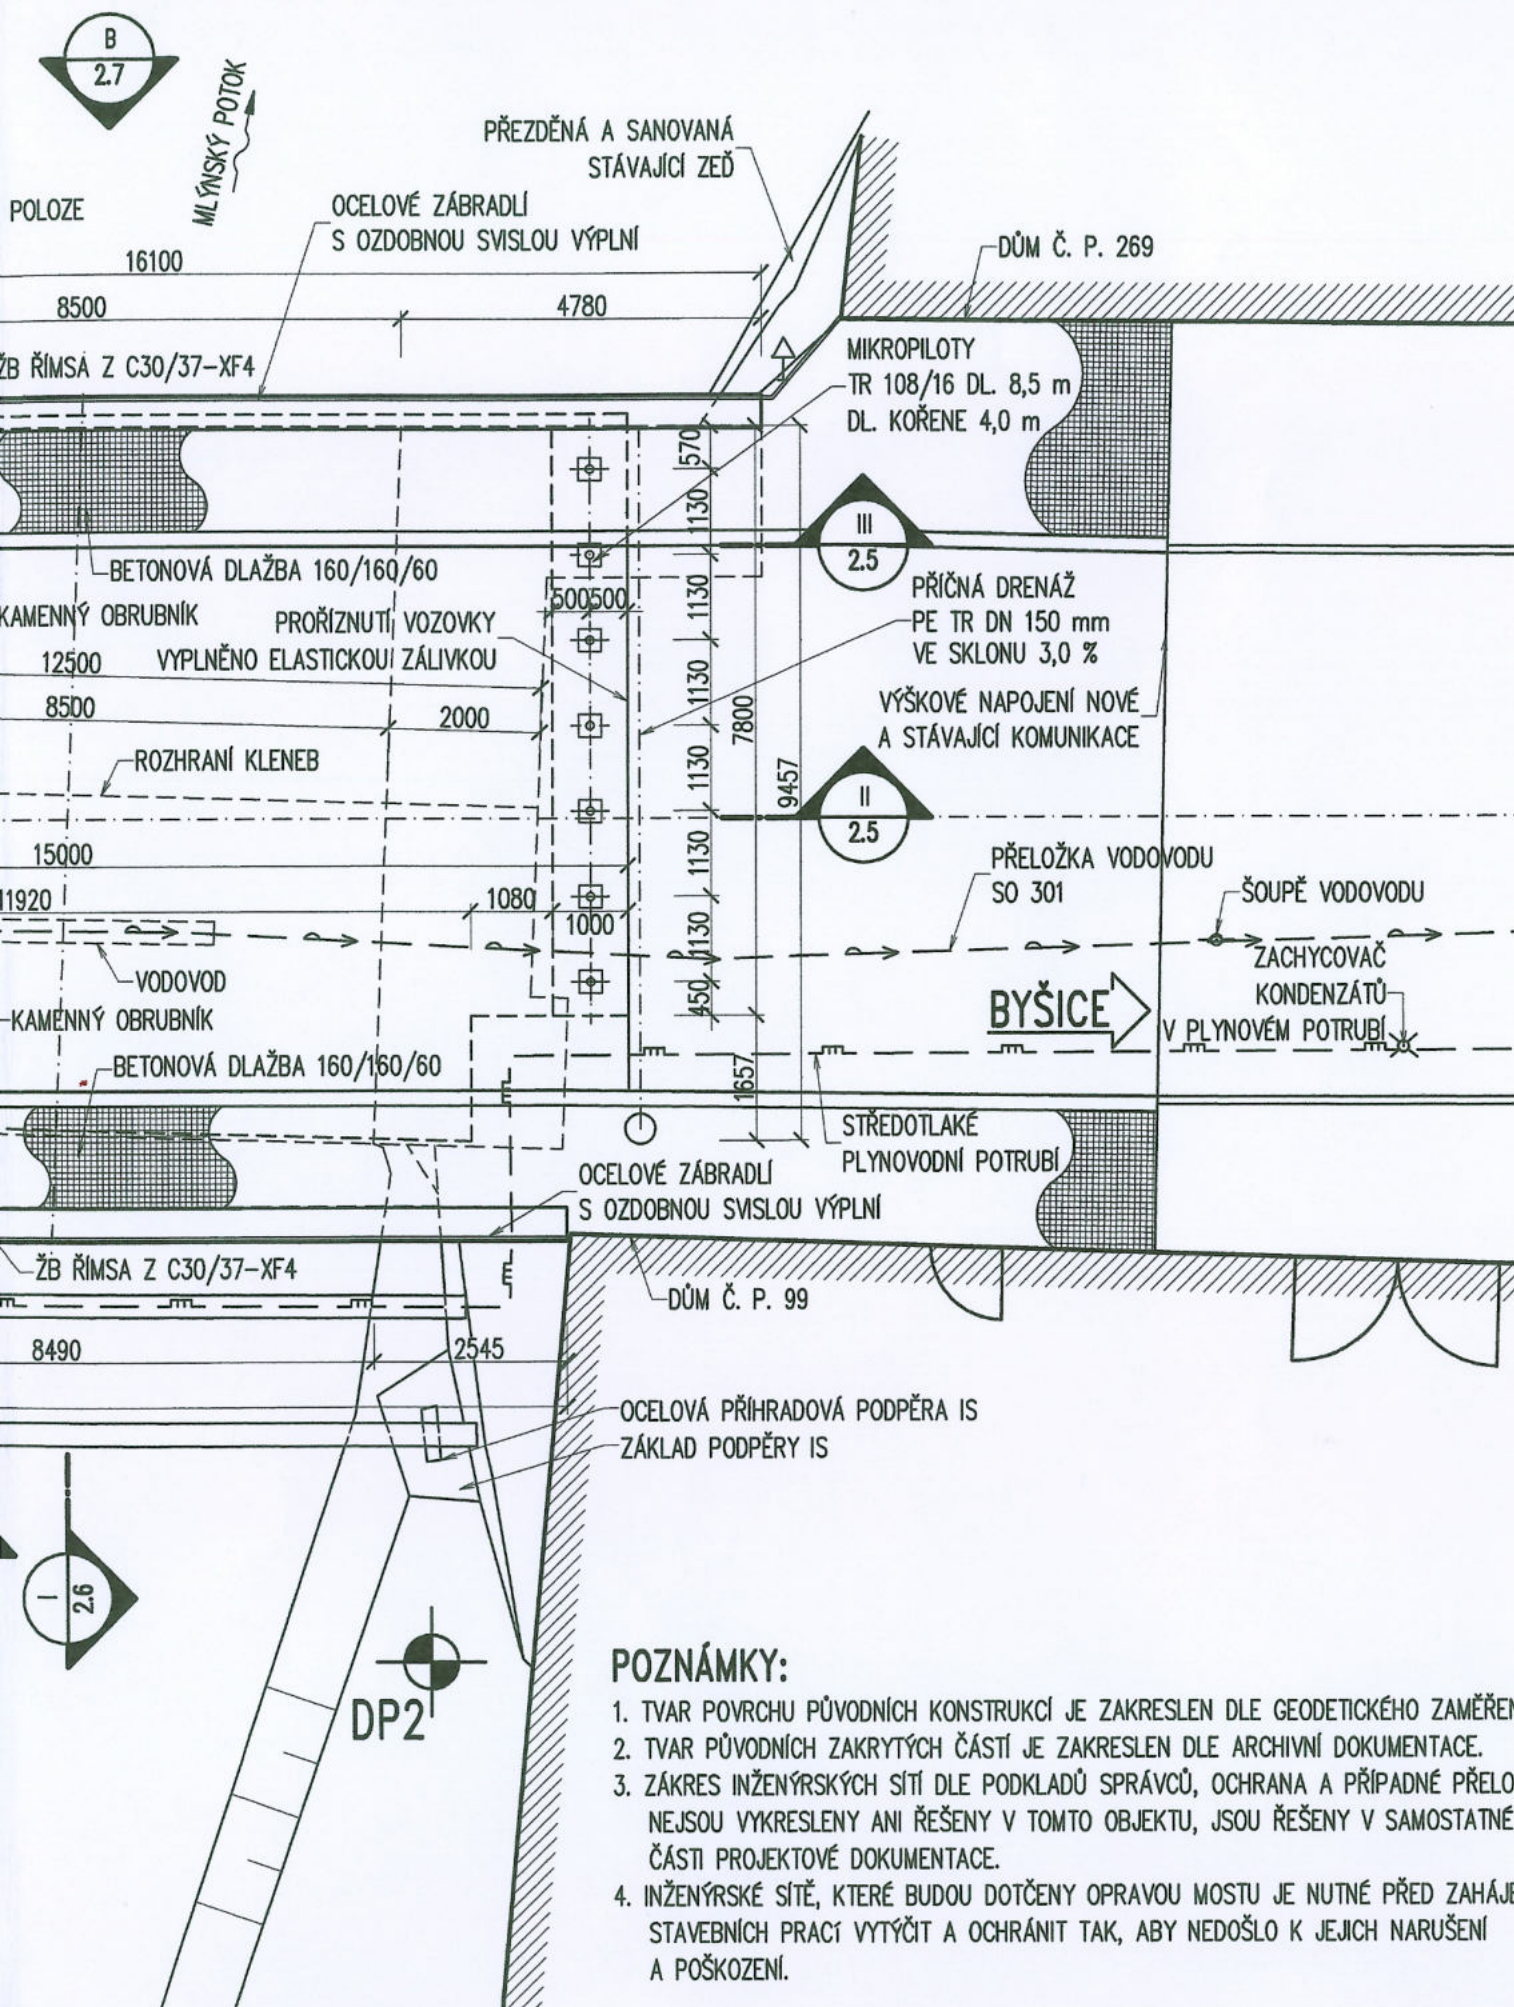 B
2.7
MLÝNSKÝ POTOK
POLOZE
PŘEZDĚNÁ A SANOVANÁ
STÁVAJÍCÍ ZEĎ
OCELOVÉ ZÁBRADLÍ
S OZDOBNOU SVISLOU VÝPLNÍ
DŮM Č. P. 269
16100
8500
4780
ŽB ŘÍMSA Z C30/37-XF4
MIKROPILOTY
TR 108/16 DL. 8,5 m
DL. KOŘENE 4,0 m
570
1130
1130
1130
1130
1130
1130
450
7800
9457
1657
III
2.5
BETONOVÁ DLAŽBA 160/160/60
KAMENNÝ OBRUBNÍK
500
500
PROŘÍZNUTÍ VOZOVKY
VYPLNĚNO ELASTICKOU ZÁLIVKOU
PŘÍČNÁ DRENÁŽ
PE TR DN 150 mm
VE SKLONU 3,0 %
12500
8500
2000
VÝŠKOVÉ NAPOJENÍ NOVÉ
A STÁVAJÍCÍ KOMUNIKACE
ROZHRANÍ KLENEB
II
2.5
15000
11920
1080
1000
PŘELOŽKA VODOVODU
SO 301
ŠOUPĚ VODOVODU
VODOVOD
ZACHYCOVAČ
KONDENZÁTŮ
V PLYNOVÉM POTRUBÍ
BYŠICE
KAMENNÝ OBRUBNÍK
BETONOVÁ DLAŽBA 160/160/60
STŘEDOTLAKÉ
PLYNOVODNÍ POTRUBÍ
OCELOVÉ ZÁBRADLÍ
S OZDOBNOU SVISLOU VÝPLNÍ
ŽB ŘÍMSA Z C30/37-XF4
DŮM Č. P. 99
8490
2545
OCELOVÁ PŘÍHRADOVÁ PODPĚRA IS
ZÁKLAD PODPĚRY IS
I
2.6
DP2
POZNÁMKY:
1. TVAR POVRCHU PŮVODNÍCH KONSTRUKCÍ JE ZAKRESLEN DLE GEODETICKÉHO ZAMĚŘEN
2. TVAR PŮVODNÍCH ZAKRYTÝCH ČÁSTÍ JE ZAKRESLEN DLE ARCHIVNÍ DOKUMENTACE.
3. ZÁKRES INŽENÝRSKÝCH SÍTÍ DLE PODKLADŮ SPRÁVCŮ, OCHRANA A PŘÍPADNÉ PŘELO
NEJSOU VYKRESLENY ANI ŘEŠENY V TOMTO OBJEKTU, JSOU ŘEŠENY V SAMOSTATNÉ
ČÁSTI PROJEKTOVÉ DOKUMENTACE.
4. INŽENÝRSKÉ SÍTĚ, KTERÉ BUDOU DOTČENY OPRAVOU MOSTU JE NUTNÉ PŘED ZAHÁJE
STAVEBNÍCH PRACÍ VYTÝČIT A OCHRÁNIT TAK, ABY NEDOŠLO K JEJICH NARUŠENÍ
A POŠKOZENÍ.